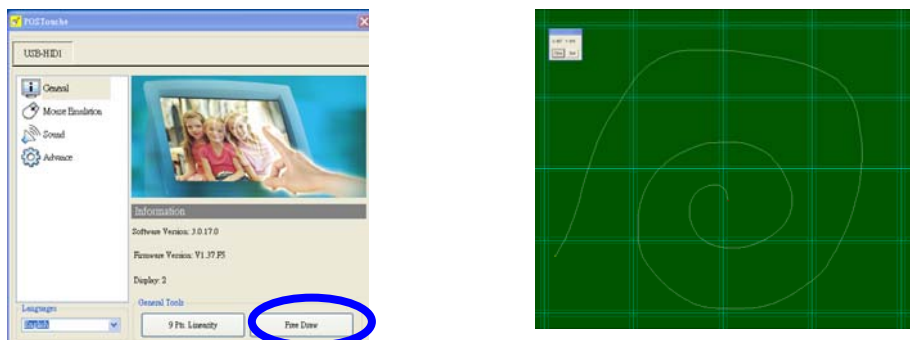 POSTouche
USB-HID1
General
Mouse Emulation
Sound
Advance
Information
Software Version: 3.0.17.0
Firmware Version: V1.37.F5
Display: 2
Languages
English
General Tools
9 Pts. Linearity
Free Draw